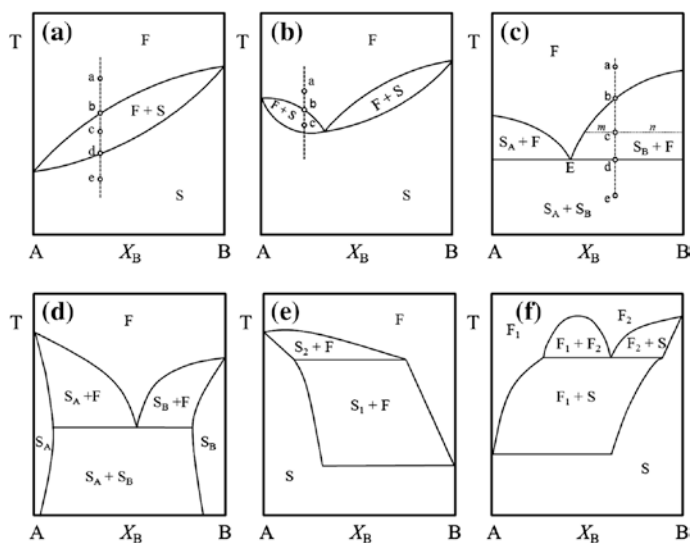 T
(a)
F
a
b
F + S
c
d
e
S
A
X_B
B
(b)
F
a
b
F + S
c
F + S
S
A
X_B
B
T
(c)
F
a
b
m
c
n
S_A + F
S_B + F
E
d
e
S_A + S_B
A
X_B
B
T
(d)
F
S_A +F
S_B +F
S_A
S_B
S_A + S_B
A
X_B
B
T
(e)
F
S_2 + F
S_1 + F
S
A
X_B
B
T
(f)
F_1
F_2
F_1 + F_2
F_2 + S
F_1 + S
S
A
X_B
B